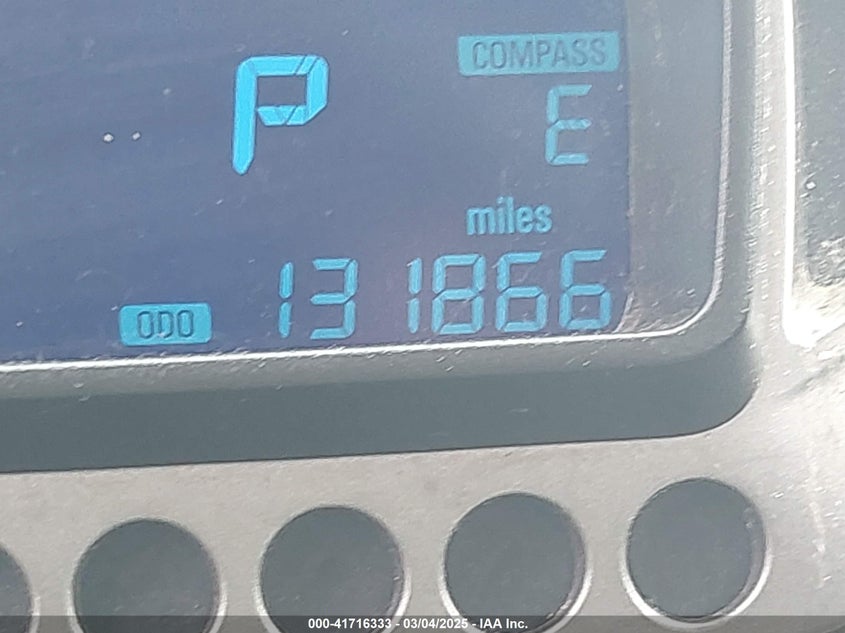 COMPASS
P
E
miles
ODO 131866
000-41716333 - 03/04/2025 - IAA Inc.